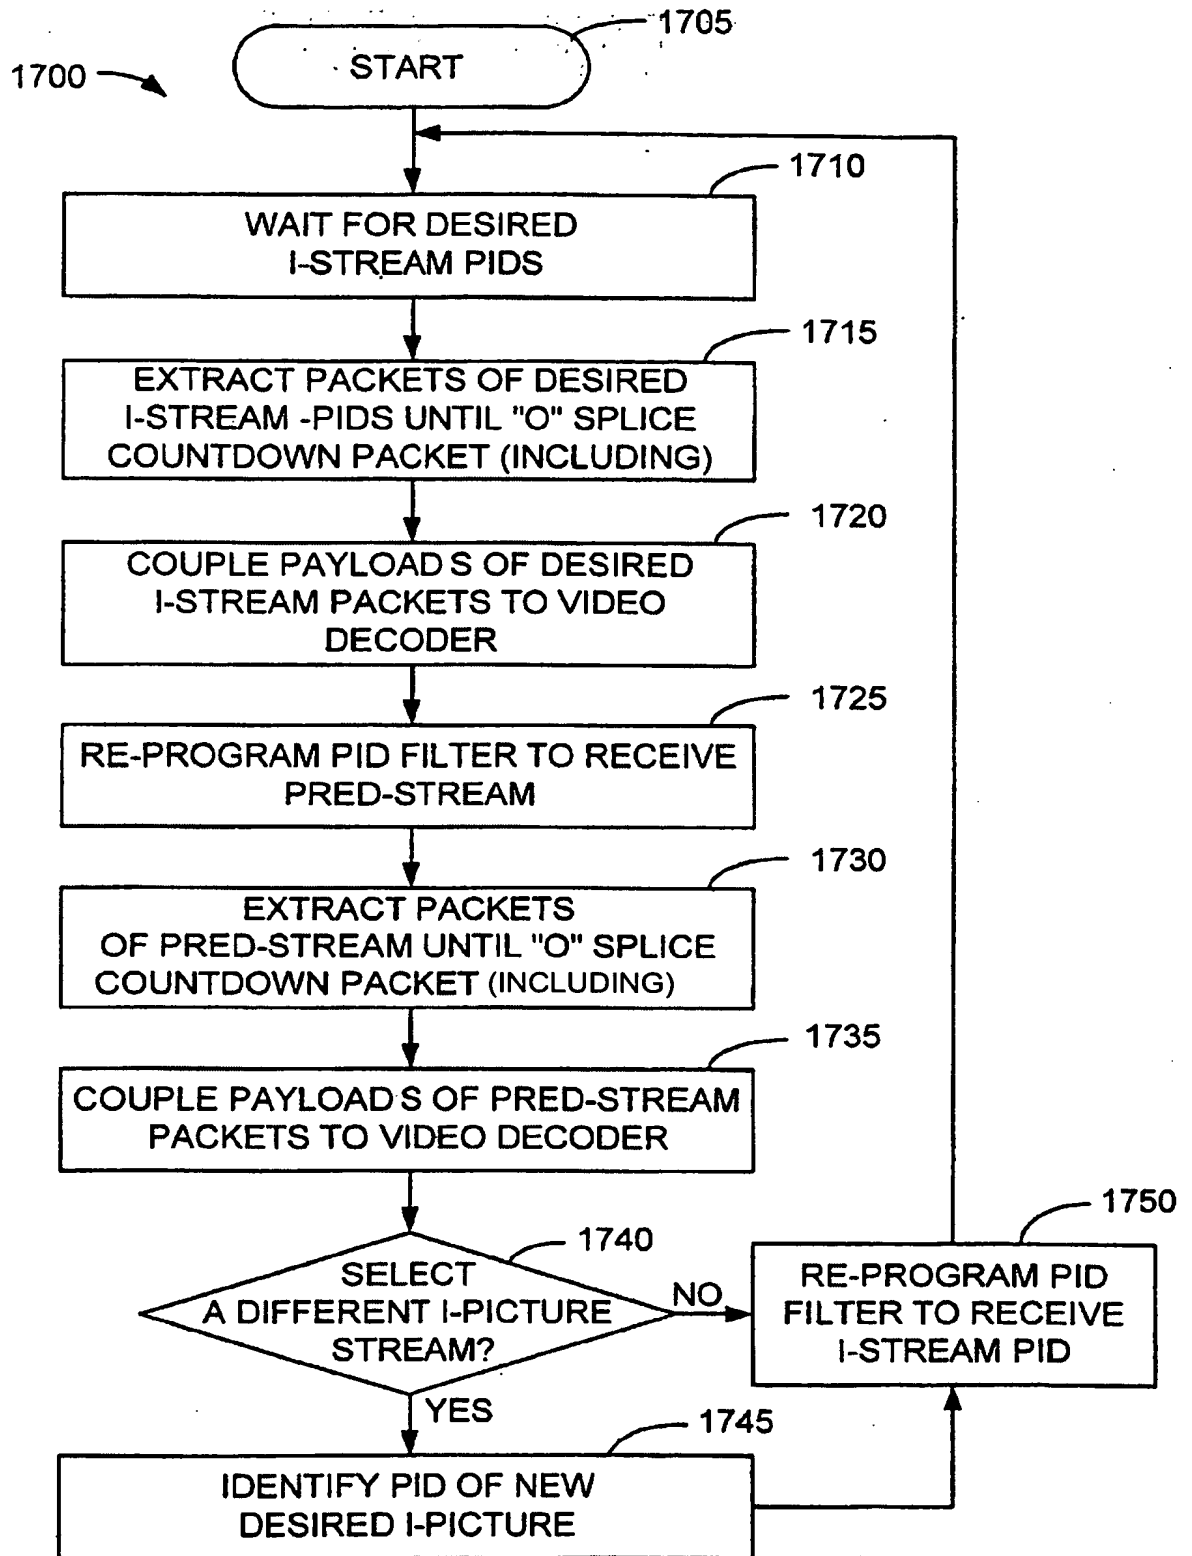 1705
START
1700
1710
WAIT FOR DESIRED
I-STREAM PIDS
1715
EXTRACT PACKETS OF DESIRED
I-STREAM -PIDS UNTIL "O" SPLICE
COUNTDOWN PACKET (INCLUDING)
1720
COUPLE PAYLOADS OF DESIRED
I-STREAM PACKETS TO VIDEO
DECODER
1725
RE-PROGRAM PID FILTER TO RECEIVE
PRED-STREAM
1730
EXTRACT PACKETS
OF PRED-STREAM UNTIL "O" SPLICE
COUNTDOWN PACKET (INCLUDING)
1735
COUPLE PAYLOADS OF PRED-STREAM
PACKETS TO VIDEO DECODER
1740
SELECT
A DIFFERENT I-PICTURE
STREAM?
NO
1750
RE-PROGRAM PID
FILTER TO RECEIVE
I-STREAM PID
YES
1745
IDENTIFY PID OF NEW
DESIRED I-PICTURE